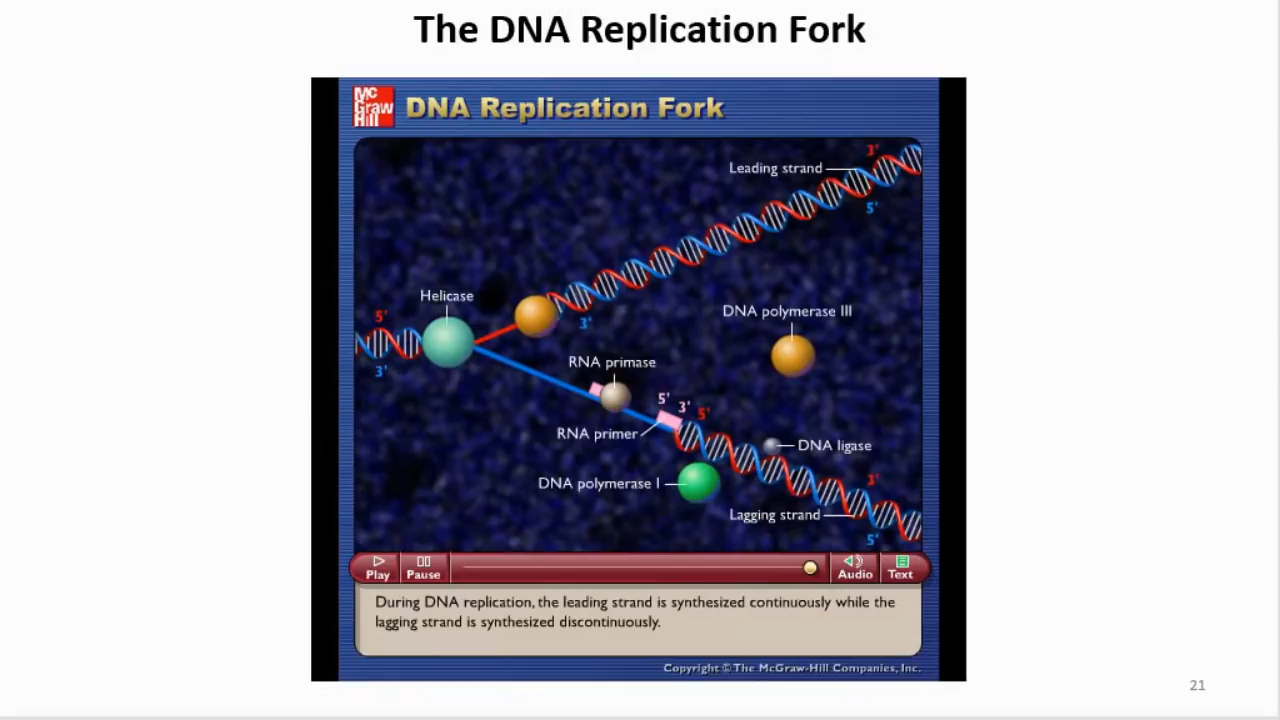 The DNA Replication Fork
Mc
Graw
Hill
DNA Replication Fork
3'
Leading strand
5'
Helicase
5'
3'
3'
DNA polymerase III
RNA primase
5' 3' 5'
RNA primer
DNA ligase
DNA polymerase I
3'
Lagging strand
5'
Play
Pause
Audio
Text
During DNA replication, the leading strand is synthesized continuously while the
lagging strand is synthesized discontinuously.
Copyright © The McGraw-Hill Companies, Inc.
21